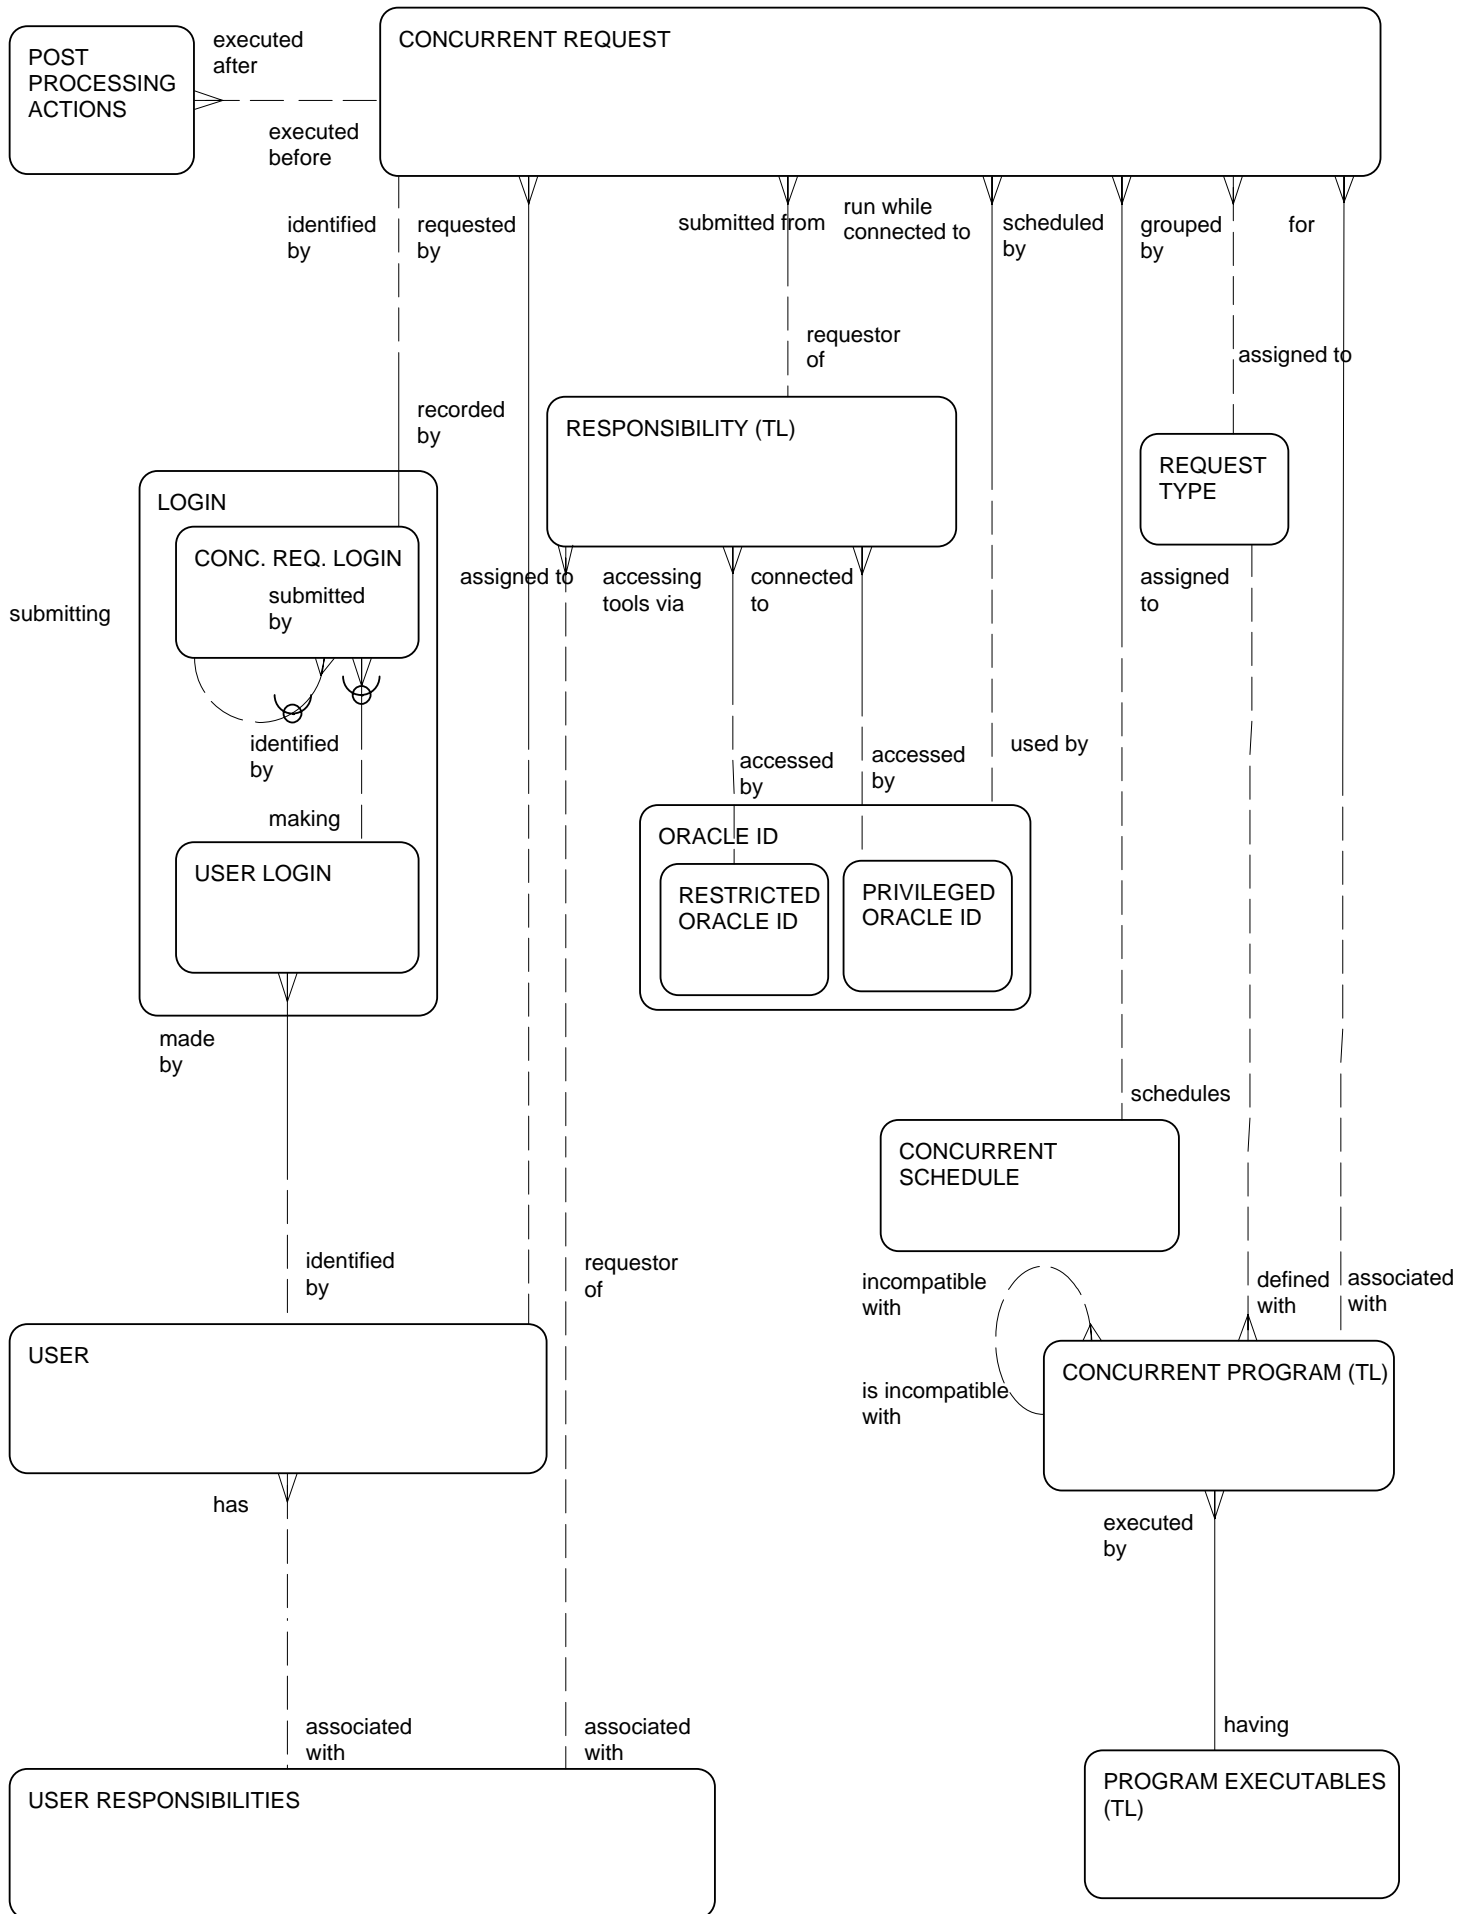 POST
PROCESSING
ACTIONS
executed
after
executed
before
CONCURRENT REQUEST
identified
by
requested
by
submitted from
run while
connected to
scheduled
by
grouped
by
for
requestor
of
assigned to
recorded
by
RESPONSIBILITY (TL)
REQUEST
TYPE
LOGIN
CONC. REQ. LOGIN
submitted
by
submitting
assigned to
accessing
tools via
connected
to
assigned
to
identified
by
making
accessed
by
accessed
by
used by
USER LOGIN
ORACLE ID
RESTRICTED
ORACLE ID
PRIVILEGED
ORACLE ID
made
by
schedules
CONCURRENT
SCHEDULE
identified
by
requestor
of
incompatible
with
defined
with
associated
with
USER
is incompatible
with
CONCURRENT PROGRAM (TL)
has
executed
by
associated
with
associated
with
having
USER RESPONSIBILITIES
PROGRAM EXECUTABLES
(TL)